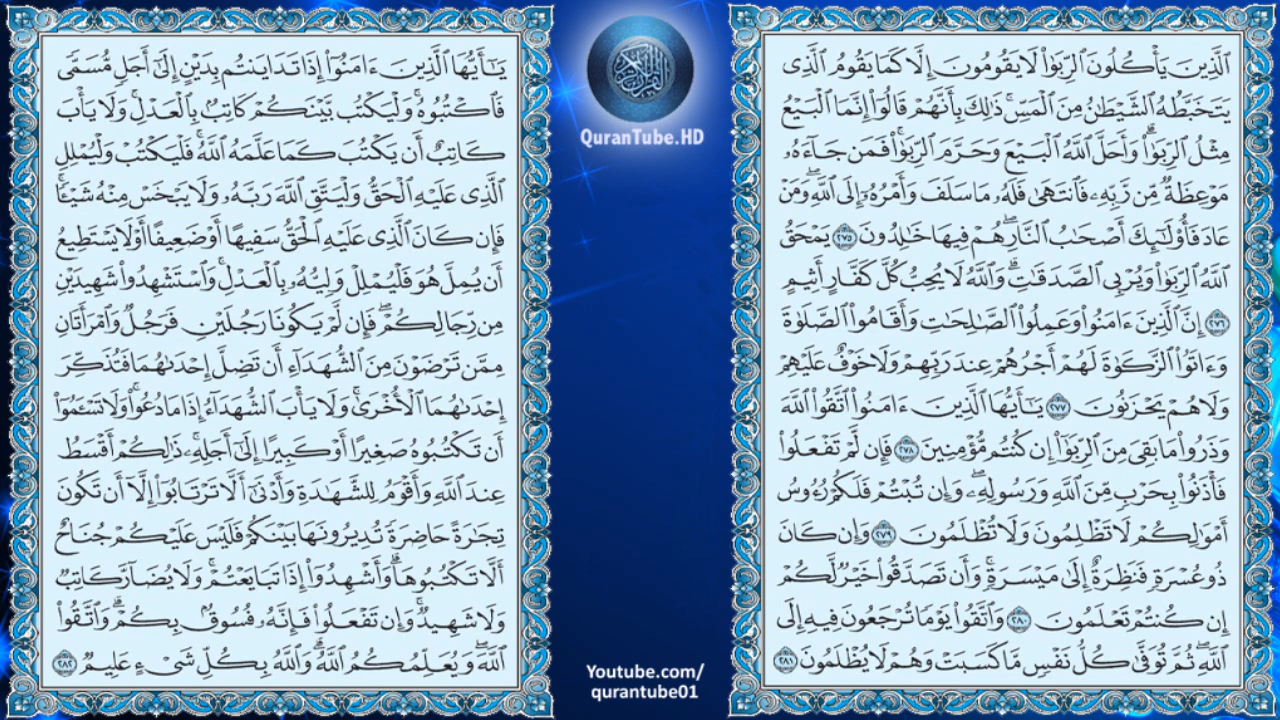 ٱلَّذِينَ يَأْكُلُونَ ٱلرِّبَوٰا۟ لَا يَقُومُونَ إِلَّا كَمَا يَقُومُ ٱلَّذِى
يَتَخَبَّطُهُ ٱلشَّيْطَٰنُ مِنَ ٱلْمَسِّ ۚ ذَٰلِكَ بِأَنَّهُمْ قَالُوٓا۟ إِنَّمَا ٱلْبَيْعُ
مِثْلُ ٱلرِّبَوٰا۟ ۗ وَأَحَلَّ ٱللَّهُ ٱلْبَيْعَ وَحَرَّمَ ٱلرِّبَوٰا۟ ۚ فَمَن جَآءَهُۥ
مَوْعِظَةٌ مِّن رَّبِّهِۦ فَٱنتَهَىٰ فَلَهُۥ مَا سَلَفَ وَأَمْرُهُۥٓ إِلَى ٱللَّهِ ۖ وَمَنْ
عَادَ فَأُو۟لَٰٓئِكَ أَصْحَٰبُ ٱلنَّارِ ۖ هُمْ فِيهَا خَٰلِدُونَ ٢٧٥ يَمْحَقُ
ٱللَّهُ ٱلرِّبَوٰا۟ وَيُرْبِى ٱلصَّدَقَٰتِ ۗ وَٱللَّهُ لَا يُحِبُّ كُلَّ كَفَّارٍ أَثِيمٍ
٢٧٦ إِنَّ ٱلَّذِينَ ءَامَنُوا۟ وَعَمِلُوا۟ ٱلصَّٰلِحَٰتِ وَأَقَامُوا۟ ٱلصَّلَوٰةَ
وَءَاتَوُا۟ ٱلزَّكَوٰةَ لَهُمْ أَجْرُهُمْ عِندَ رَبِّهِمْ وَلَا خَوْفٌ عَلَيْهِمْ
وَلَا هُمْ يَحْزَنُونَ ٢٧٧ يَٰٓأَيُّهَا ٱلَّذِينَ ءَامَنُوا۟ ٱتَّقُوا۟ ٱللَّهَ
وَذَرُوا۟ مَا بَقِىَ مِنَ ٱلرِّبَوٰٓا۟ إِن كُنتُم مُّؤْمِنِينَ ٢٧٨ فَإِن لَّمْ تَفْعَلُوا۟
فَأْذَنُوا۟ بِحَرْبٍ مِّنَ ٱللَّهِ وَرَسُولِهِۦ ۖ وَإِن تُبْتُمْ فَلَكُمْ رُءُوسُ
أَمْوَٰلِكُمْ لَا تَظْلِمُونَ وَلَا تُظْلَمُونَ ٢٧٩ وَإِن كَانَ
ذُو عُسْرَةٍ فَنَظِرَةٌ إِلَىٰ مَيْسَرَةٍ ۚ وَأَن تَصَدَّقُوا۟ خَيْرٌ لَّكُمْ ۖ
إِن كُنتُمْ تَعْلَمُونَ ٢٨٠ وَٱتَّقُوا۟ يَوْمًا تُرْجَعُونَ فِيهِ إِلَى
ٱللَّهِ ۖ ثُمَّ تُوَفَّىٰ كُلُّ نَفْسٍ مَّا كَسَبَتْ وَهُمْ لَا يُظْلَمُونَ ٢٨١
يَٰٓأَيُّهَا ٱلَّذِينَ ءَامَنُوٓا۟ إِذَا تَدَايَنتُم بِدَيْنٍ إِلَىٰٓ أَجَلٍ مُّسَمًّى
فَٱكْتُبُوهُ ۚ وَلْيَكْتُب بَّيْنَكُمْ كَاتِبٌۢ بِٱلْعَدْلِ ۚ وَلَا يَأْبَ
كَاتِبٌ أَن يَكْتُبَ كَمَا عَلَّمَهُ ٱللَّهُ ۚ فَلْيَكْتُبْ وَلْيُمْلِلِ
ٱلَّذِى عَلَيْهِ ٱلْحَقُّ وَلْيَتَّقِ ٱللَّهَ رَبَّهُۥ وَلَا يَبْخَسْ مِنْهُ شَيْـًٔا ۚ
فَإِن كَانَ ٱلَّذِى عَلَيْهِ ٱلْحَقُّ سَفِيهًا أَوْ ضَعِيفًا أَوْ لَا يَسْتَطِيعُ
أَن يُمِلَّ هُوَ فَلْيُمْلِلْ وَلِيُّهُۥ بِٱلْعَدْلِ ۚ وَٱسْتَشْهِدُوا۟ شَهِيدَيْنِ
مِن رِّجَالِكُمْ ۖ فَإِن لَّمْ يَكُونَا رَجُلَيْنِ فَرَجُلٌ وَٱمْرَأَتَانِ
مِمَّن تَرْضَوْنَ مِنَ ٱلشُّهَدَآءِ أَن تَضِلَّ إِحْدَىٰهُمَا فَتُذَكِّرَ
إِحْدَىٰهُمَا ٱلْأُخْرَىٰ ۚ وَلَا يَأْبَ ٱلشُّهَدَآءُ إِذَا مَا دُعُوا۟ ۚ وَلَا تَسْـَٔمُوٓا۟
أَن تَكْتُبُوهُ صَغِيرًا أَوْ كَبِيرًا إِلَىٰٓ أَجَلِهِۦ ۚ ذَٰلِكُمْ أَقْسَطُ
عِندَ ٱللَّهِ وَأَقْوَمُ لِلشَّهَٰدَةِ وَأَدْنَىٰٓ أَلَّا تَرْتَابُوٓا۟ ۖ إِلَّآ أَن تَكُونَ
تِجَٰرَةً حَاضِرَةً تُدِيرُونَهَا بَيْنَكُمْ فَلَيْسَ عَلَيْكُمْ جُنَاحٌ
أَلَّا تَكْتُبُوهَا ۗ وَأَشْهِدُوٓا۟ إِذَا تَبَايَعْتُمْ ۚ وَلَا يُضَآرَّ كَاتِبٌ
وَلَا شَهِيدٌ ۚ وَإِن تَفْعَلُوا۟ فَإِنَّهُۥ فُسُوقٌۢ بِكُمْ ۗ وَٱتَّقُوا۟
ٱللَّهَ ۖ وَيُعَلِّمُكُمُ ٱللَّهُ ۗ وَٱللَّهُ بِكُلِّ شَىْءٍ عَلِيمٌ ٢٨٢
QuranTube.HD
Youtube.com/
qurantube01